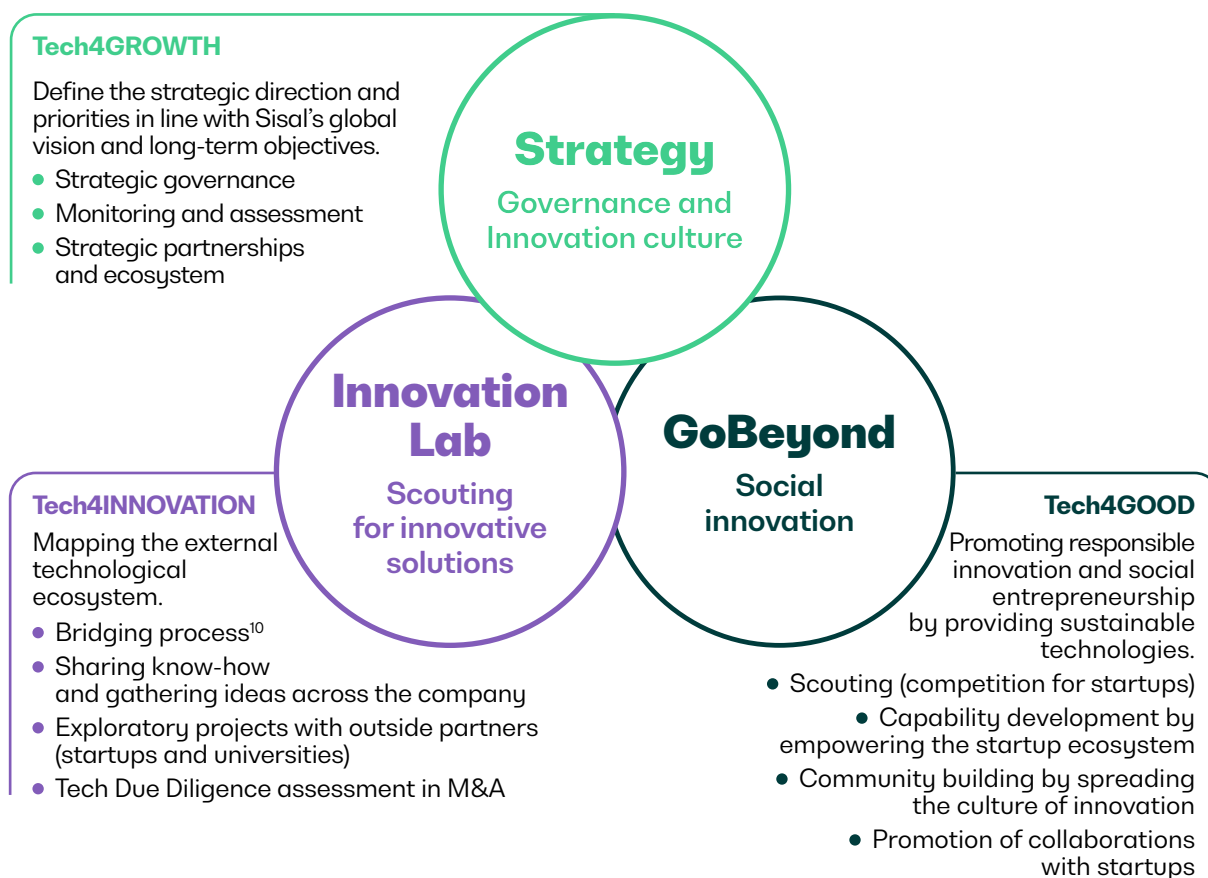 Tech4GROWTH
Define the strategic direction and
priorities in line with Sisal's global
vision and long-term objectives.
• Strategic governance
• Monitoring and assessment
• Strategic partnerships
and ecosystem
Strategy
Governance and
Innovation culture
Innovation
Lab
Scouting
for innovative
solutions
GoBeyond
Social
innovation
Tech4INNOVATION
Mapping the external
technological
ecosystem.
• Bridging process¹⁰
• Sharing know-how
and gathering ideas across the company
• Exploratory projects with outside partners
(startups and universities)
• Tech Due Diligence assessment in M&A
Tech4GOOD
Promoting responsible
innovation and social
entrepreneurship
by providing sustainable
technologies.
• Scouting (competition for startups)
• Capability development by
empowering the startup ecosystem
• Community building by spreading
the culture of innovation
• Promotion of collaborations
with startups